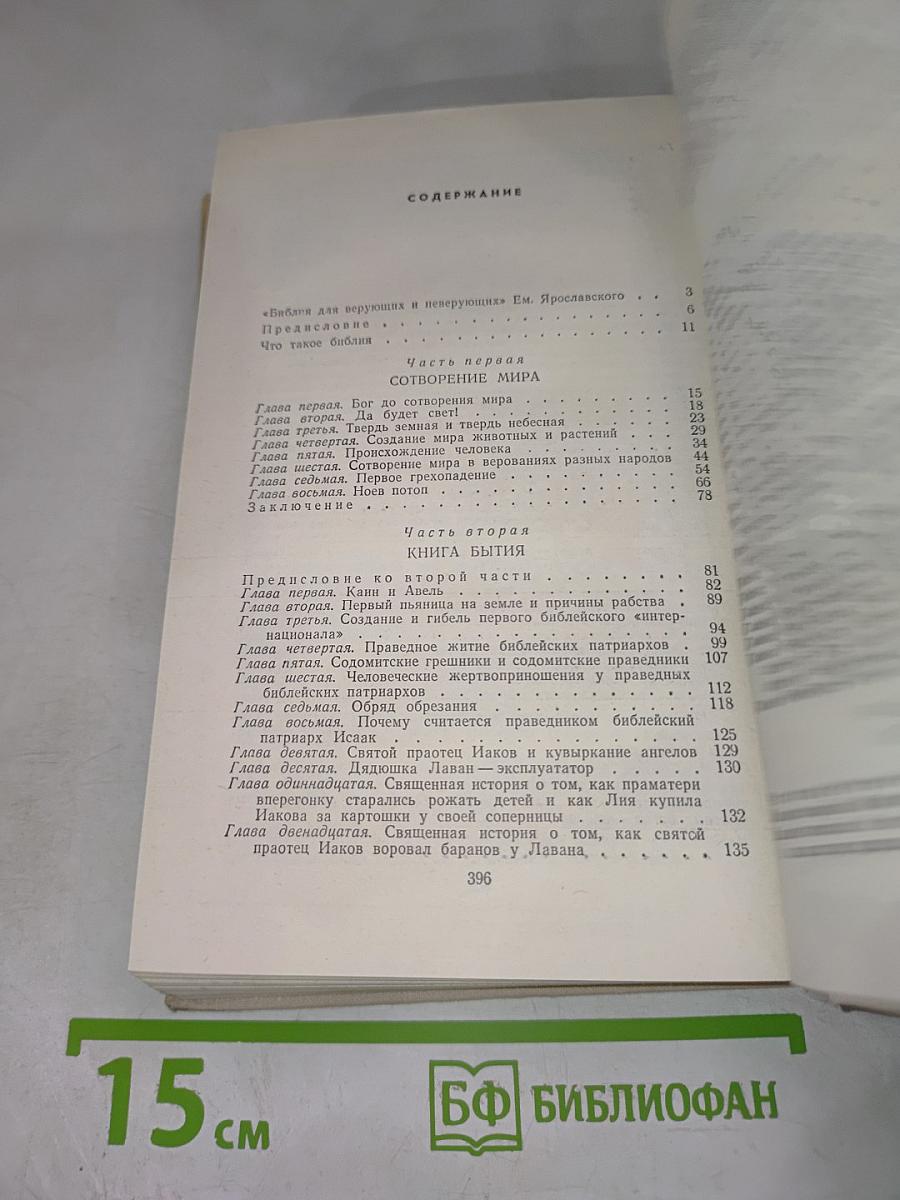 СОДЕРЖАНИЕ
«Библия для верующих и неверующих» Ем. Ярославского . . 3
Предисловие . . . . . . . . . . . . . . . . 6
Что такое библия . . . . . . . . . . . . . . . . 11
Часть первая
СОТВОРЕНИЕ МИРА
Глава первая. Бог до сотворения мира . . . . . . . . . 15
Глава вторая. Да будет свет! . . . . . . . . . . . 18
Глава третья. Твердь земная и твердь небесная . . . . . . 23
Глава четвертая. Создание мира животных и растений . . . 29
Глава пятая. Происхождение человека . . . . . . . . . 34
Глава шестая. Сотворение мира в верованиях разных народов 44
Глава седьмая. Первое грехопадение . . . . . . . . . . 54
Глава восьмая. Ноев потоп . . . . . . . . . . . . . 66
Заключение . . . . . . . . . . . . . . . . . 78
Часть вторая
КНИГА БЫТИЯ
Предисловие ко второй части . . . . . . . . 81
Глава первая. Каин и Авель . . . . . . . . . . . . 82
Глава вторая. Первый пьяница на земле и причины рабства . 89
Глава третья. Создание и гибель первого библейского «интер-
национала» . . . . . . . . . . . . . . . . . 94
Глава четвертая. Праведное житие библейских патриархов . 99
Глава пятая. Содомитские грешники и содомитские праведники 107
Глава шестая. Человеческие жертвоприношения у праведных
библейских патриархов . . . . . . . . . . . . . 112
Глава седьмая. Обряд обрезания . . . . . . . . . . . 118
Глава восьмая. Почему считается праведником библейский
патриарх Исаак . . . . . . . . . . . . . . . . 125
Глава девятая. Святой праотец Иаков и кувыркание ангелов 129
Глава десятая. Дядюшка Лаван — эксплуататор . . . . . 130
Глава одиннадцатая. Священная история о том, как праматери
вперегонку старались рожать детей и как Лия купила
Иакова за картошки у своей соперницы . . . . . . . 132
Глава двенадцатая. Священная история о том, как святой
праотец Иаков воровал баранов у Лавана . . . . . . 135
396
15 см
БФ БИБЛИОФАН